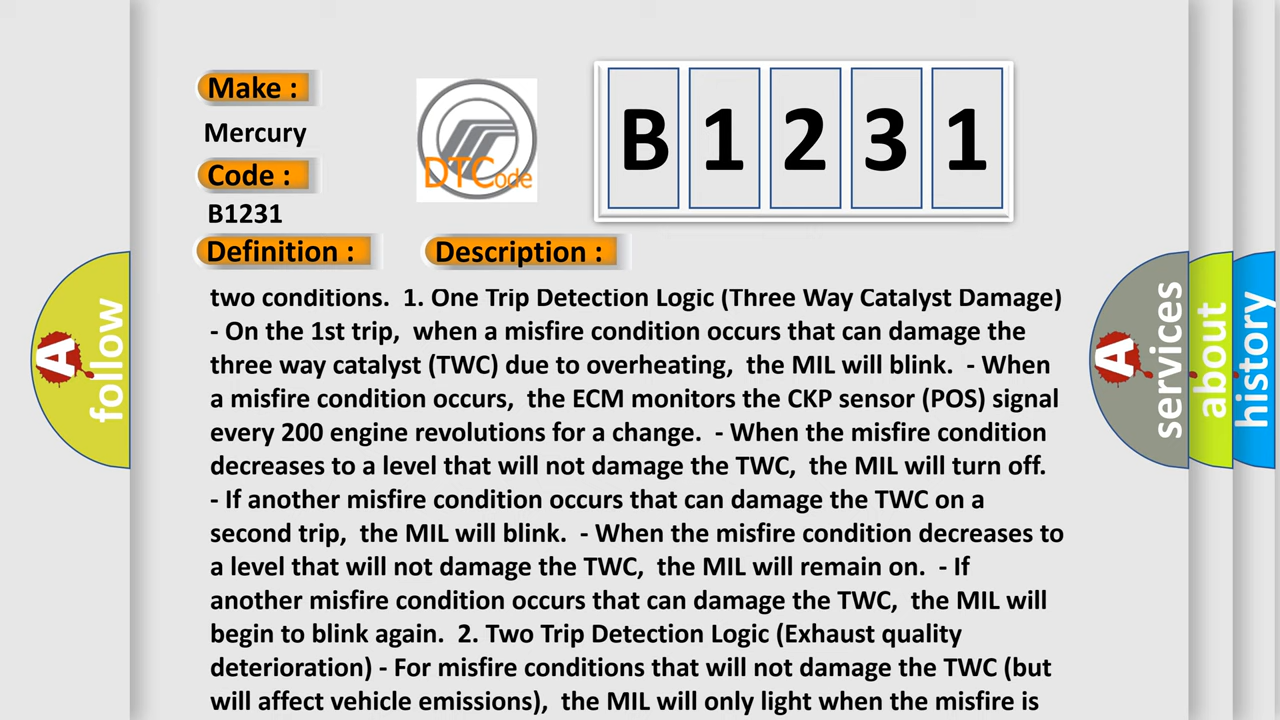 Make :
Mercury
Code :
B1231
Definition :
Description :
DTCode
B 1 2 3 1
two conditions. 1. One Trip Detection Logic (Three Way Catalyst Damage)
- On the 1st trip, when a misfire condition occurs that can damage the
three way catalyst (TWC) due to overheating, the MIL will blink. - When
a misfire condition occurs, the ECM monitors the CKP sensor (POS) signal
every 200 engine revolutions for a change. - When the misfire condition
decreases to a level that will not damage the TWC, the MIL will turn off.
- If another misfire condition occurs that can damage the TWC on a
second trip, the MIL will blink. - When the misfire condition decreases to
a level that will not damage the TWC, the MIL will remain on. - If
another misfire condition occurs that can damage the TWC, the MIL will
begin to blink again. 2. Two Trip Detection Logic (Exhaust quality
deterioration) - For misfire conditions that will not damage the TWC (but
will affect vehicle emissions), the MIL will only light when the misfire is
A follow
A services
about
history